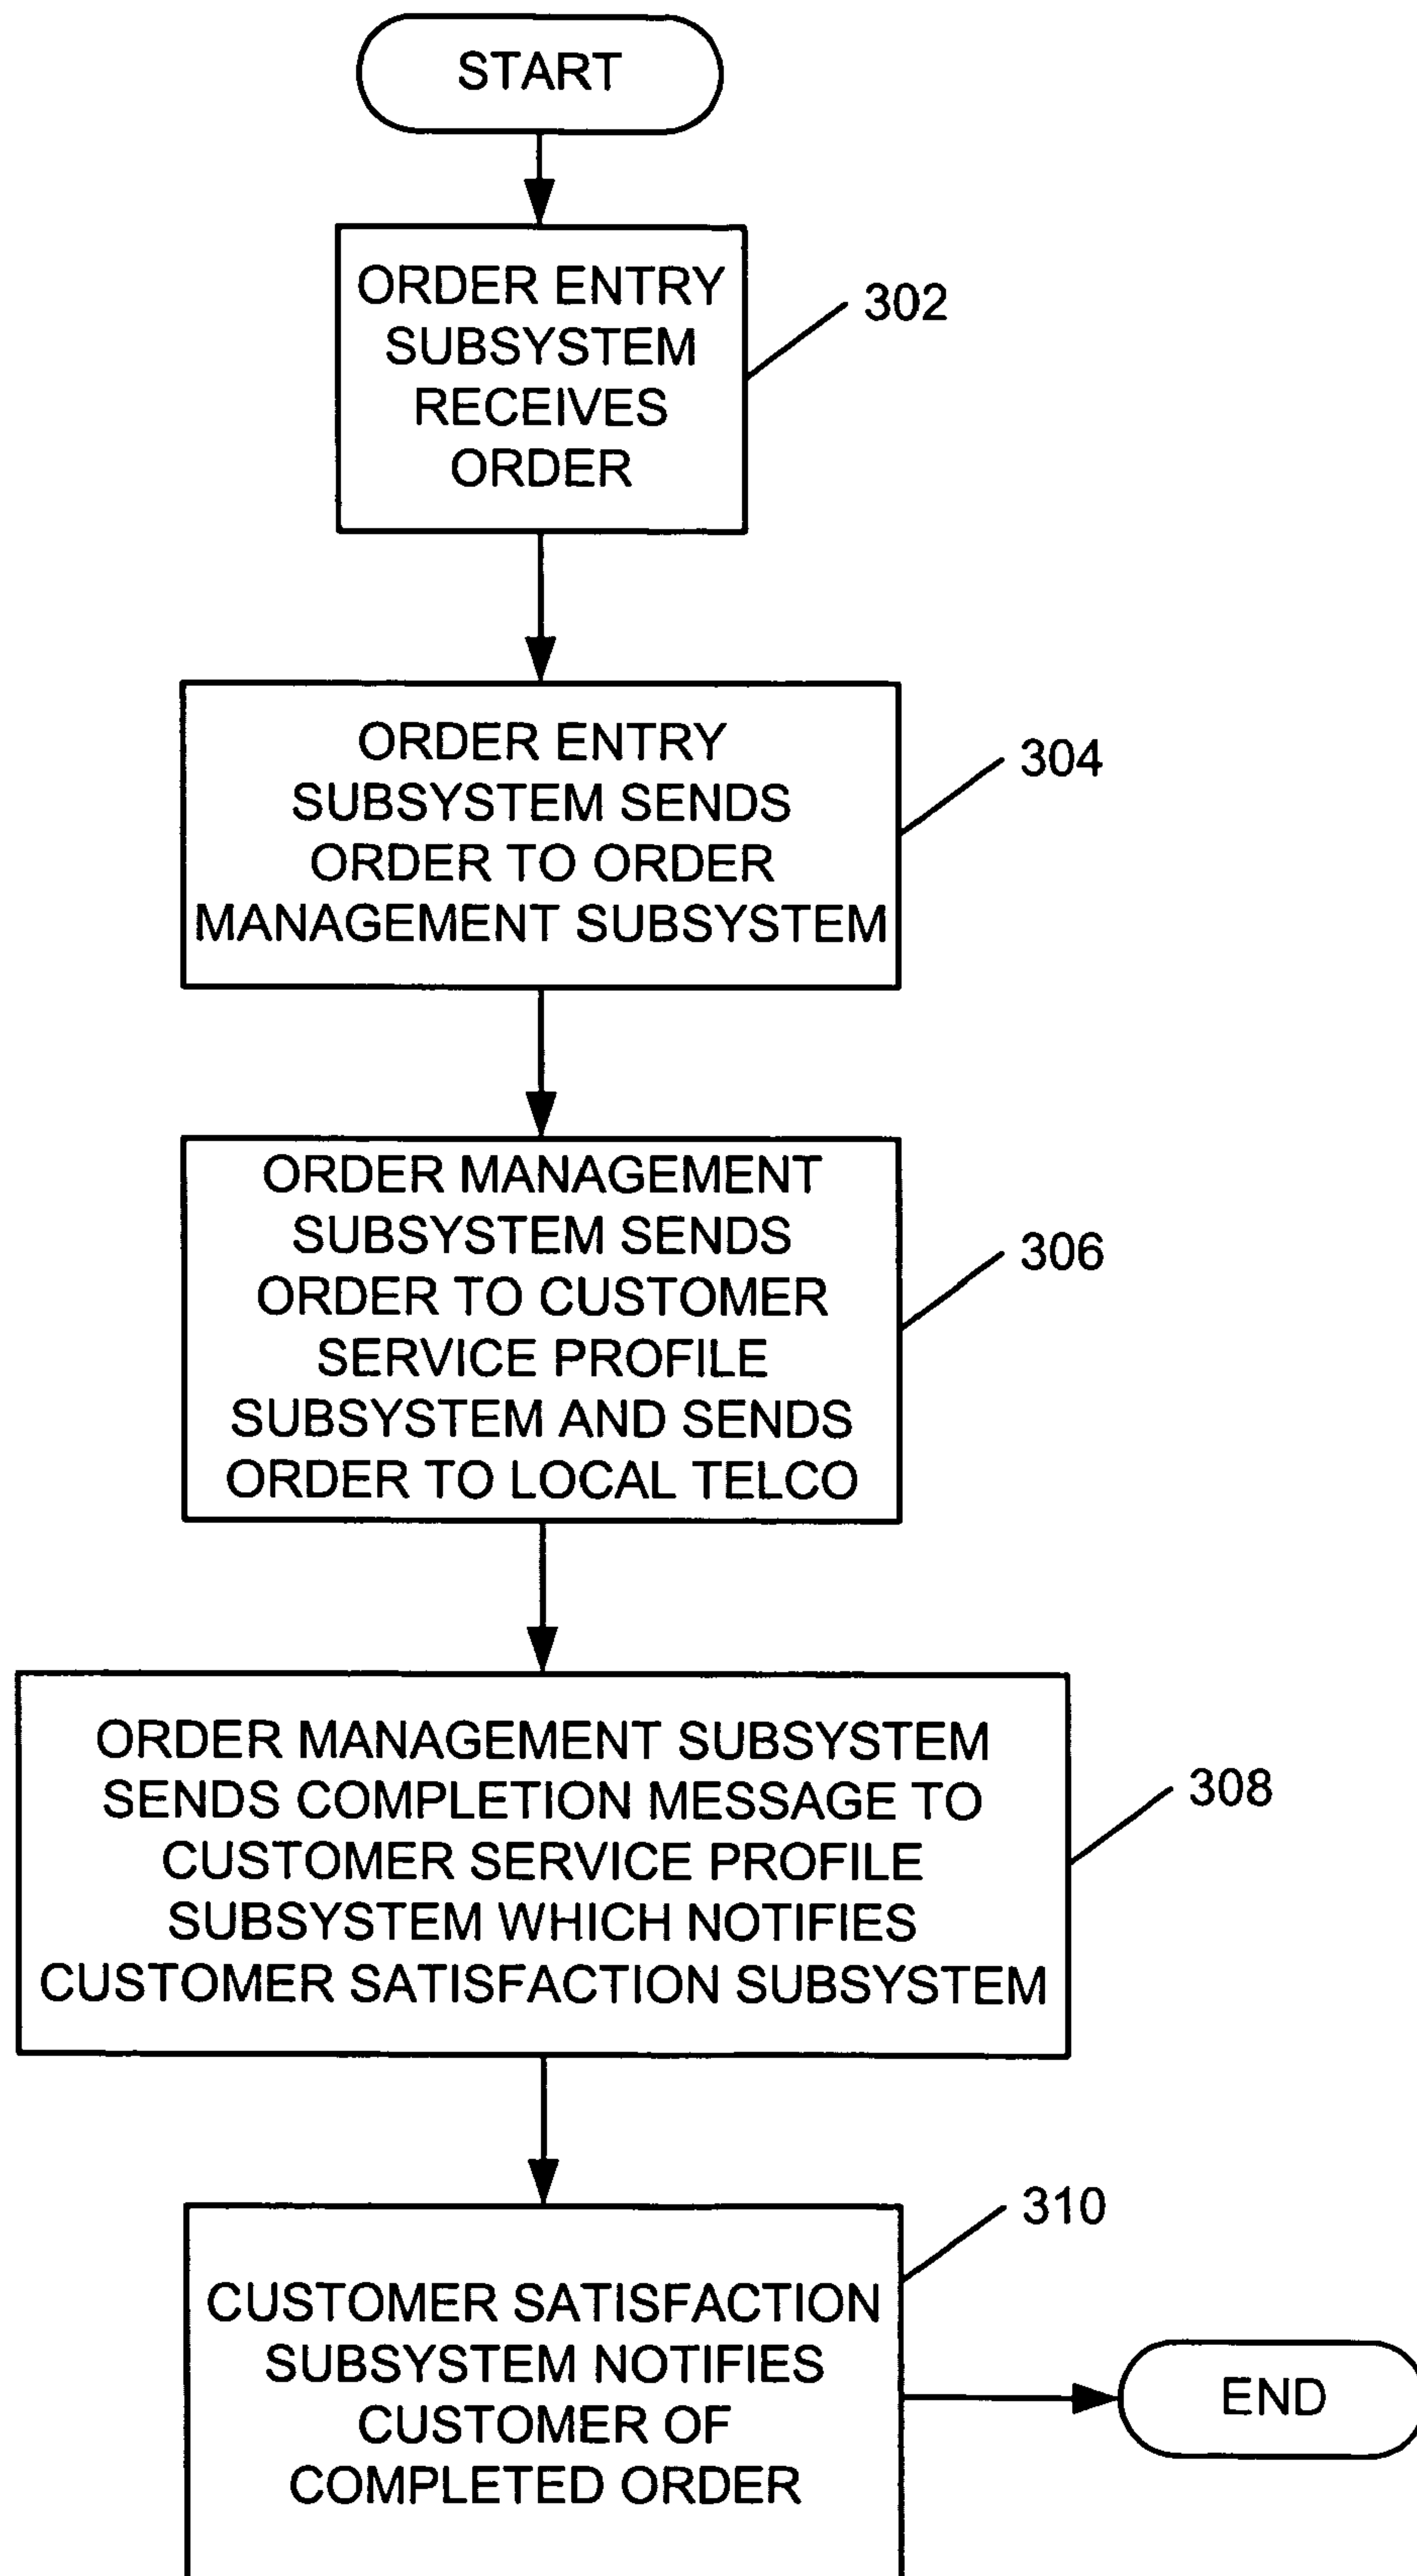 START
ORDER ENTRY
SUBSYSTEM
RECEIVES
ORDER
302
ORDER ENTRY
SUBSYSTEM SENDS
ORDER TO ORDER
MANAGEMENT SUBSYSTEM
304
ORDER MANAGEMENT
SUBSYSTEM SENDS
ORDER TO CUSTOMER
SERVICE PROFILE
SUBSYSTEM AND SENDS
ORDER TO LOCAL TELCO
306
ORDER MANAGEMENT SUBSYSTEM
SENDS COMPLETION MESSAGE TO
CUSTOMER SERVICE PROFILE
SUBSYSTEM WHICH NOTIFIES
CUSTOMER SATISFACTION SUBSYSTEM
308
CUSTOMER SATISFACTION
SUBSYSTEM NOTIFIES
CUSTOMER OF
COMPLETED ORDER
310
END